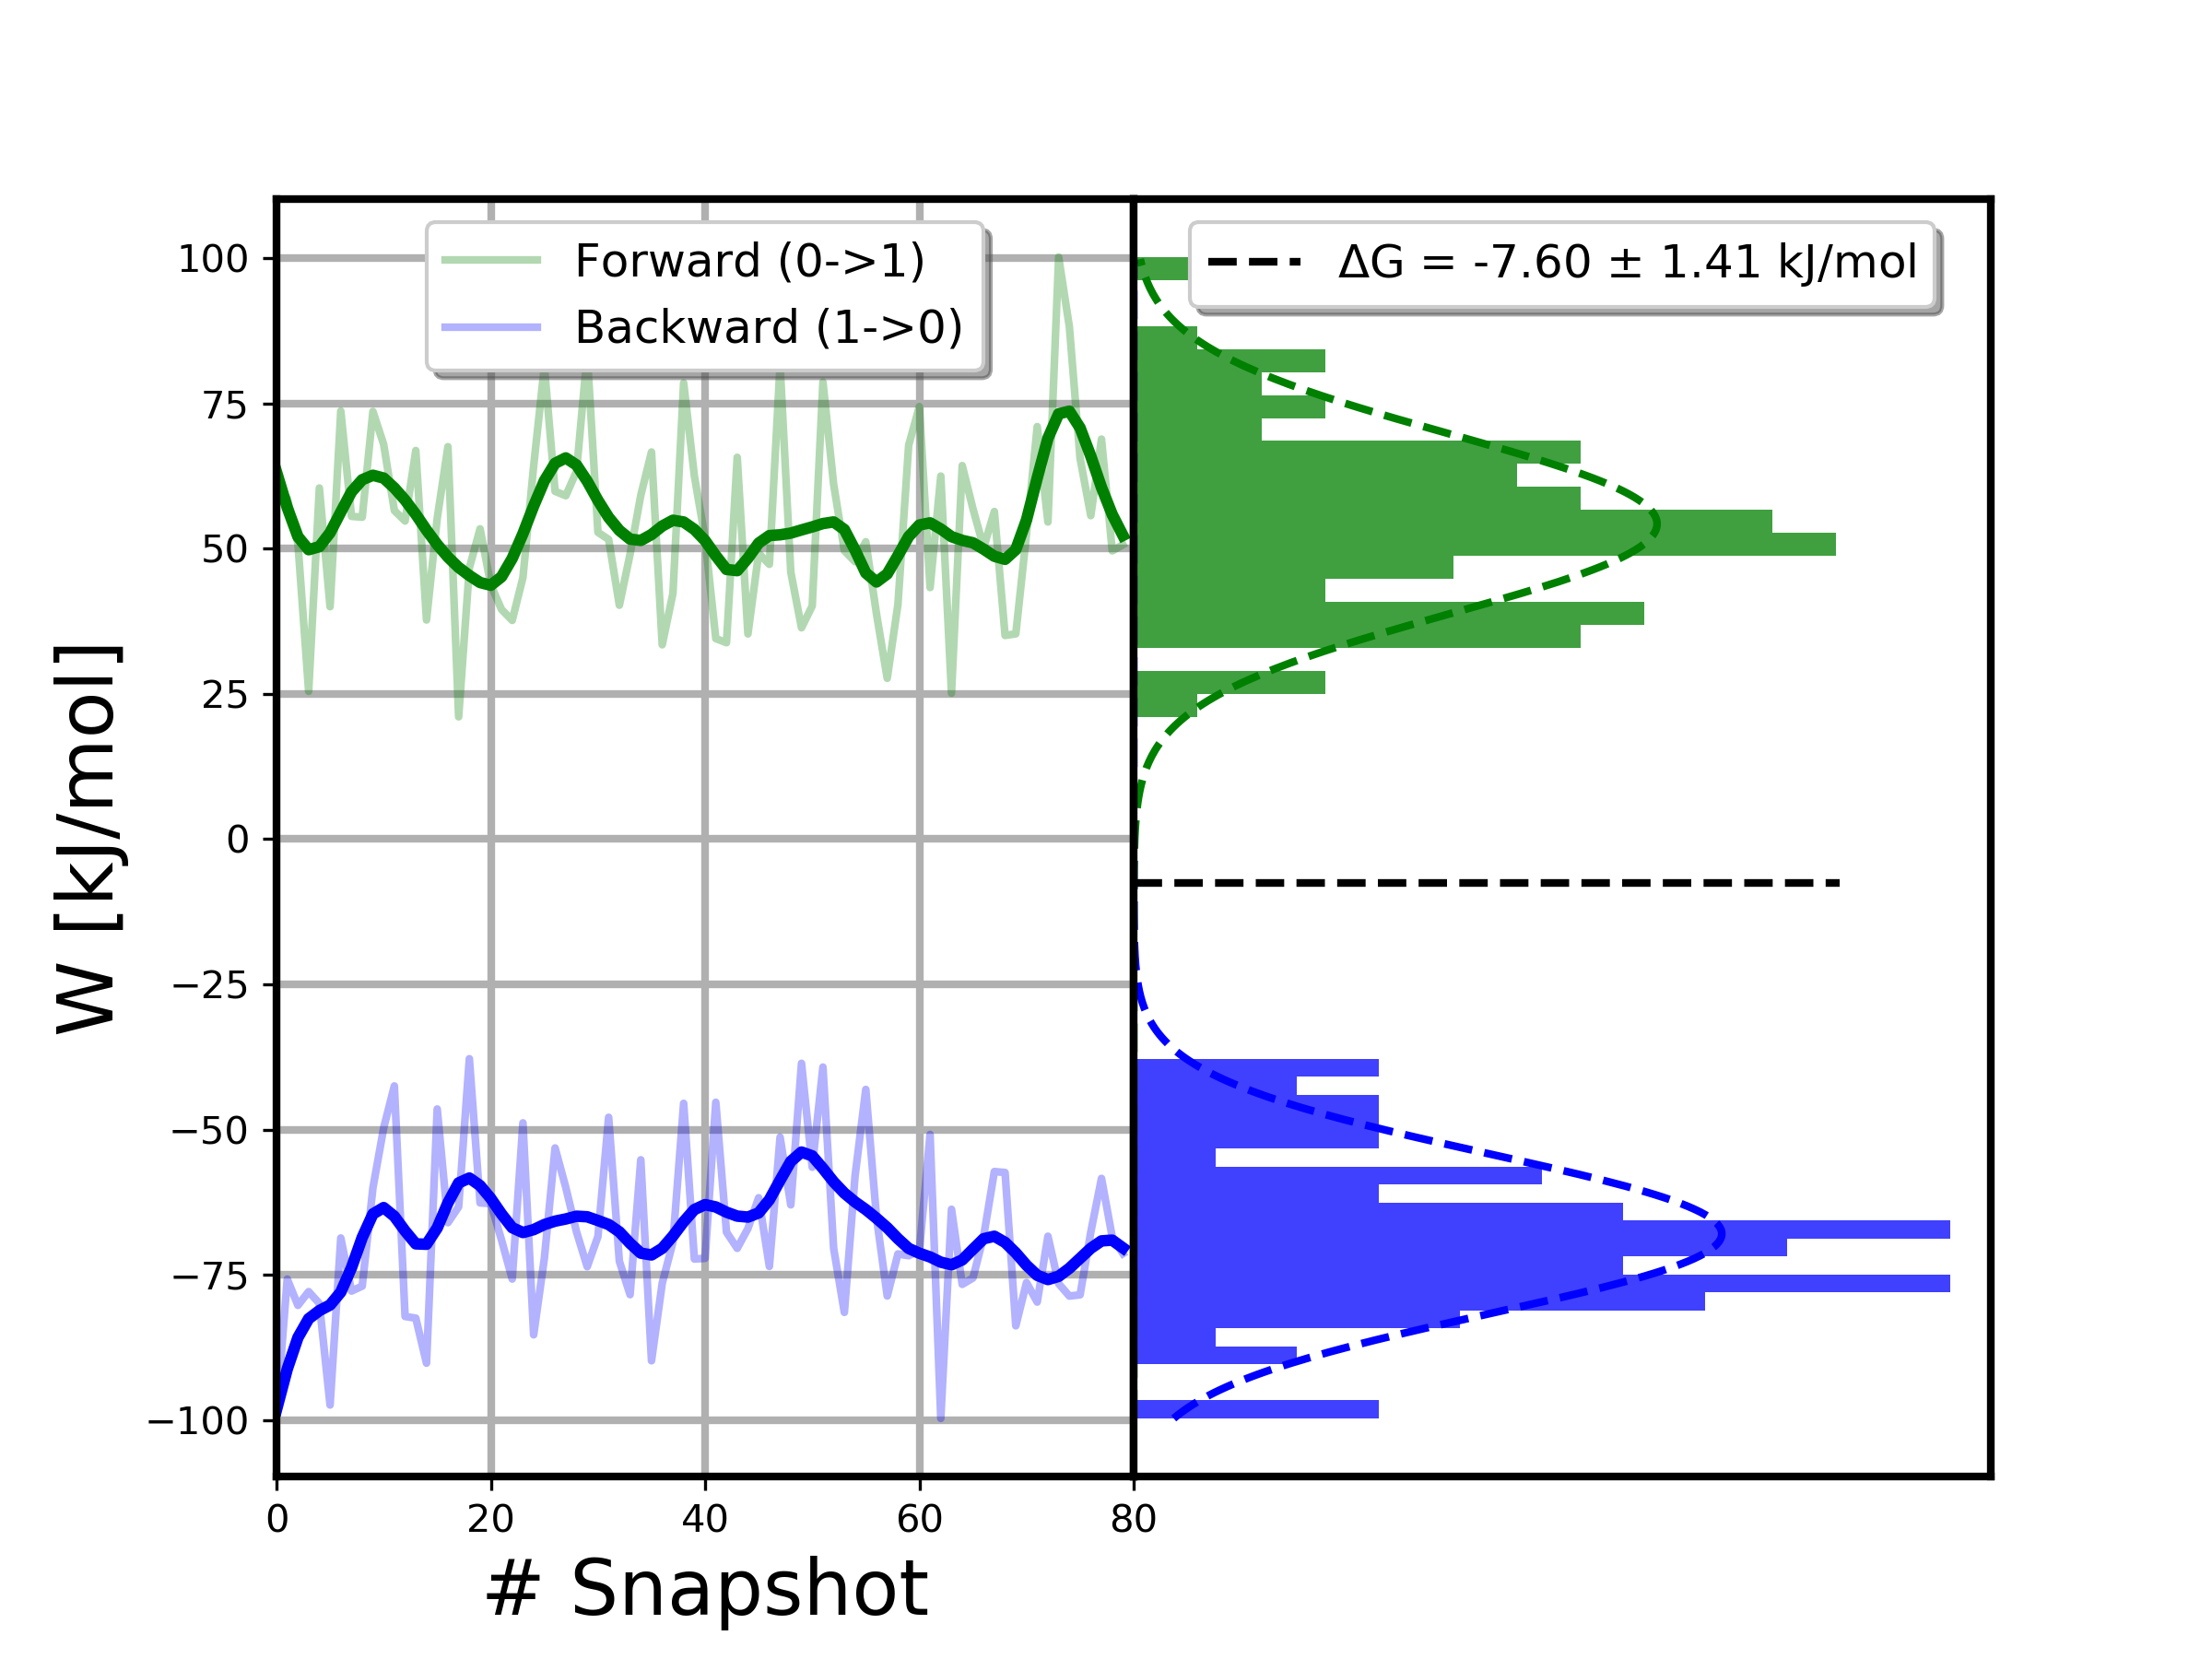 Forward (0->1)
Backward (1->0)
ΔG = -7.60 ± 1.41 kJ/mol
W [kJ/mol]
100
75
50
25
0
−25
−50
−75
−100
0 20 40 60 80
# Snapshot